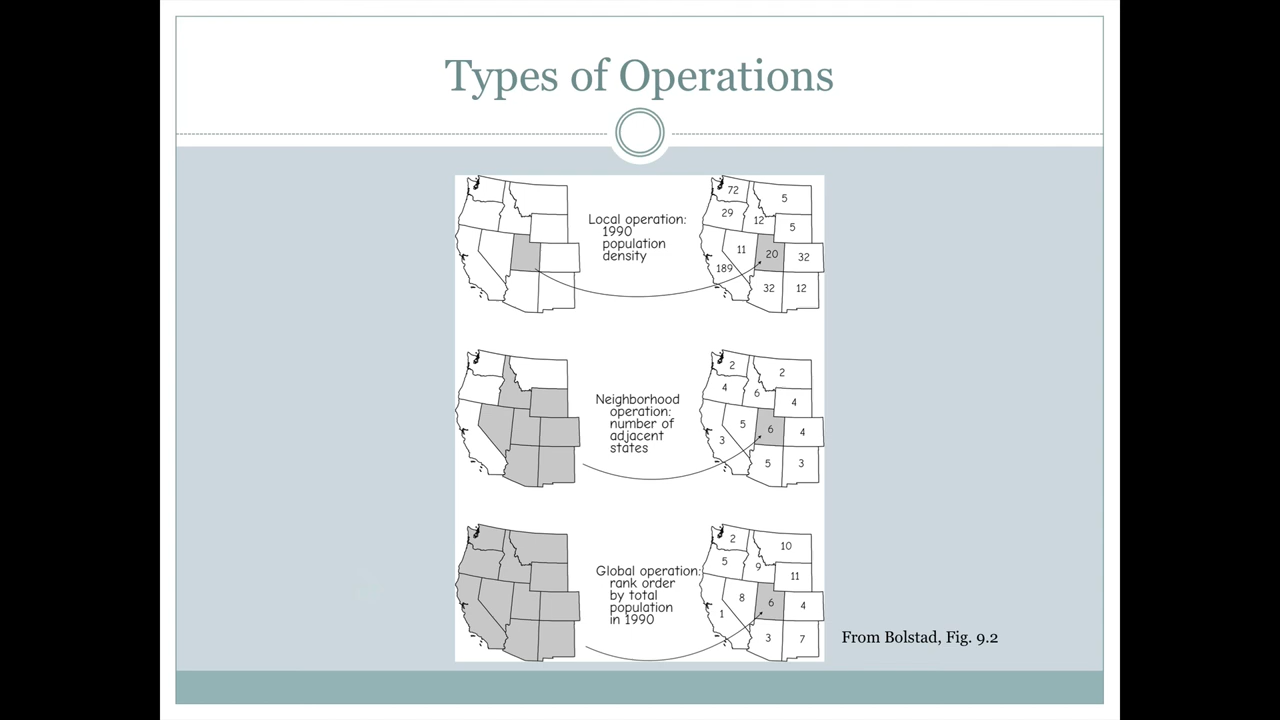 Types of Operations
Local operation:
1990
population
density
72
5
29
12
5
11
20
32
189
32
12
Neighborhood
operation:
number of
adjacent
states
2
2
4
6
4
5
6
4
3
5
3
Global operation:
rank order
by total
population
in 1990
2
10
5
9
11
8
6
4
1
3
7
From Bolstad, Fig. 9.2